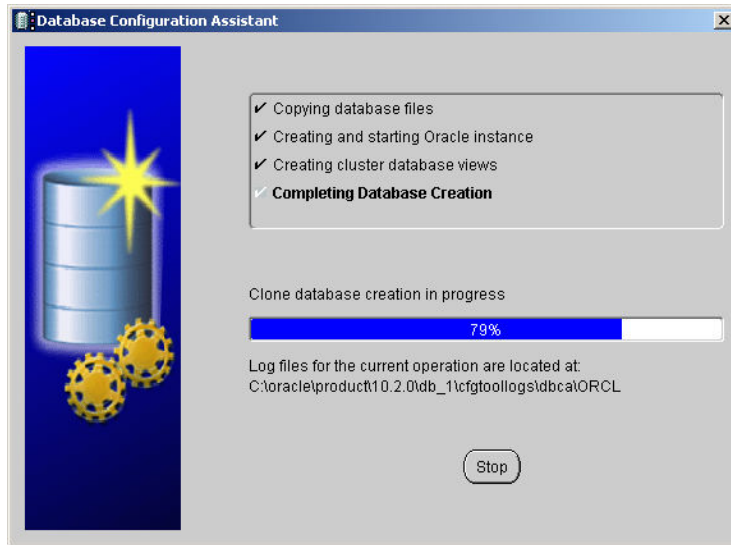 Database Configuration Assistant
Copying database files
Creating and starting Oracle instance
Creating cluster database views
Completing Database Creation
Clone database creation in progress
79%
Log files for the current operation are located at:
C:\oracle\product\10.2.0\db_1\cfgtoollogs\dbca\ORCL
Stop